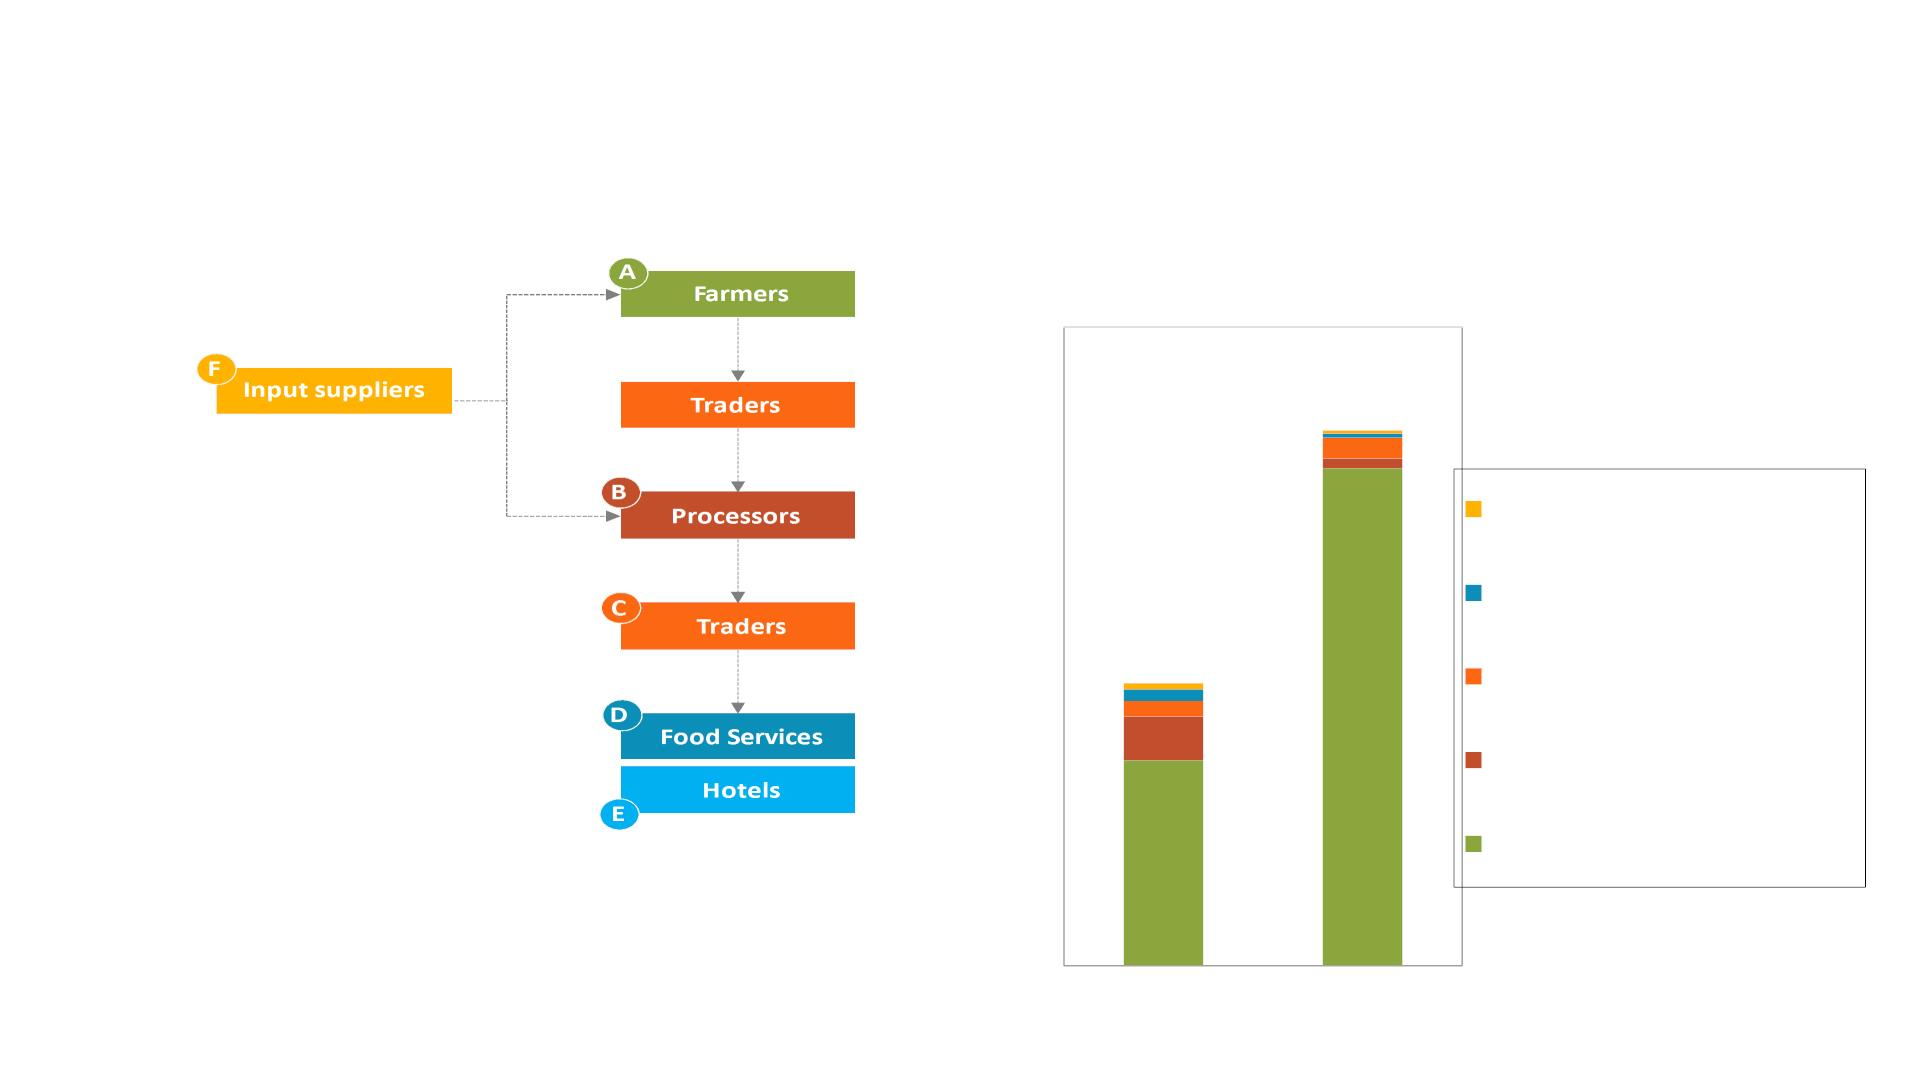 A
Farmers
F
Input suppliers
Traders
B
Processors
C
Traders
D
Food Services
Hotels
E